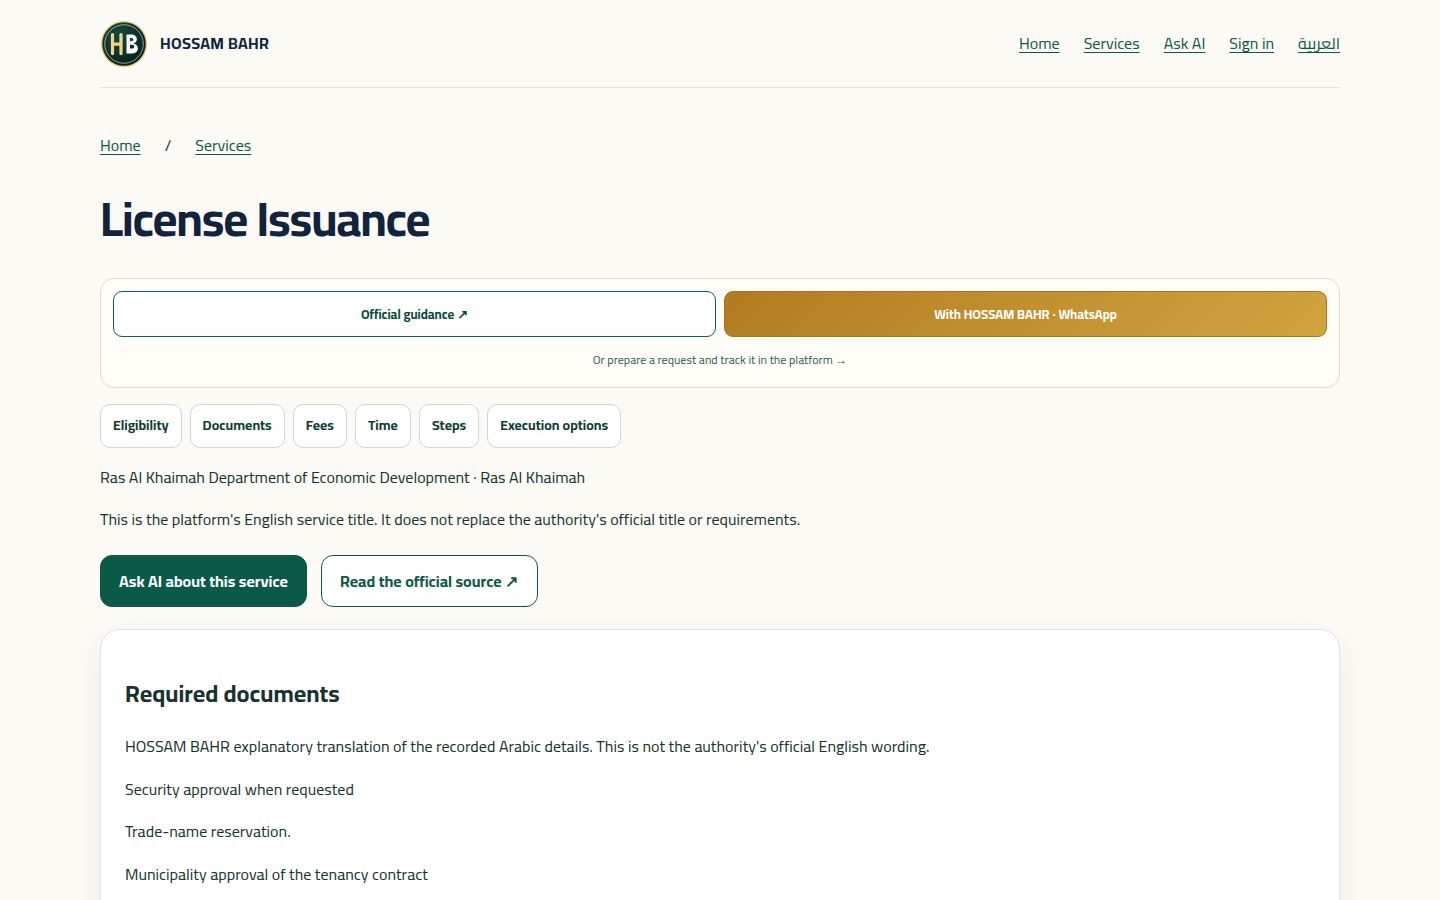 HB HOSSAM BAHR
Home Services Ask AI Sign in العربية
Home / Services
License Issuance
Official guidance ↗
With HOSSAM BAHR · WhatsApp
Or prepare a request and track it in the platform →
Eligibility Documents Fees Time Steps Execution options
Ras Al Khaimah Department of Economic Development · Ras Al Khaimah
This is the platform's English service title. It does not replace the authority's official title or requirements.
Ask AI about this service
Read the official source ↗
Required documents
HOSSAM BAHR explanatory translation of the recorded Arabic details. This is not the authority's official English wording.
Security approval when requested
Trade-name reservation.
Municipality approval of the tenancy contract